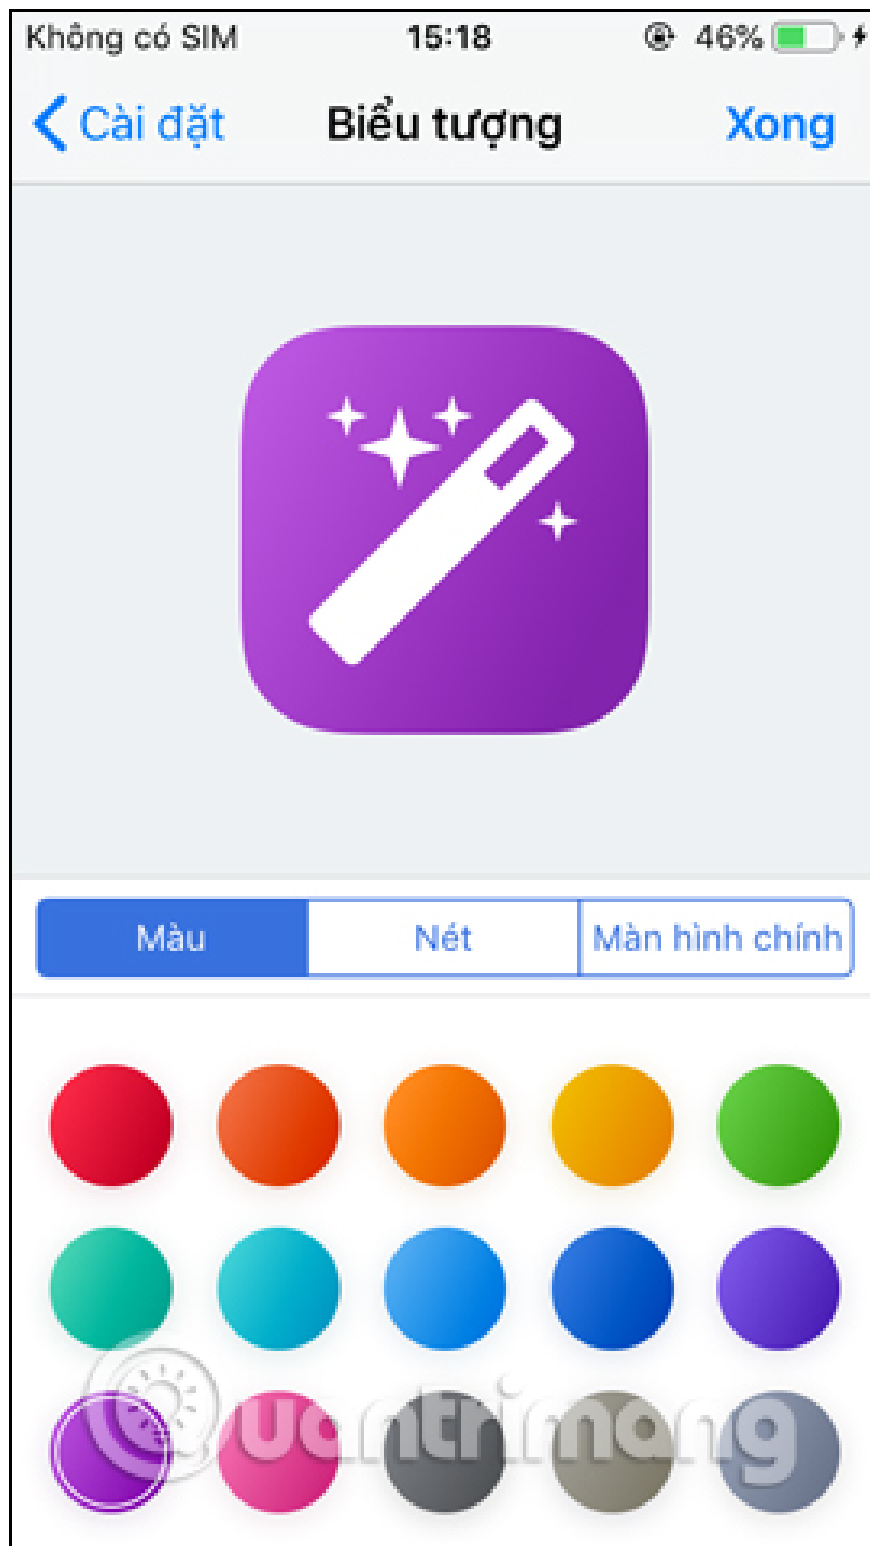 Không có SIM 15:18 46%
Cài đặt Biểu tượng Xong
Màu Nét Màn hình chính
Quantrimang